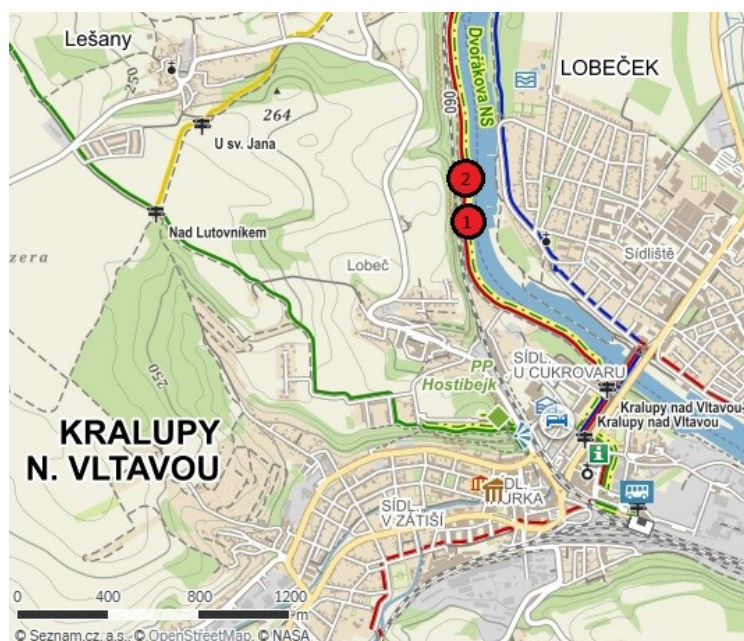 Lešany
250
264
U sv. Jana
Nad Lutovníkem
zera
250
060
Dvořákova NS
LOBEČEK
2
1
Sídliště
Lobeč
SÍDL.
U CUKROVARU
PP
Hostibejk
Kralupy nad Vltavou
Kralupy nad Vltavou
KRALUPY
N. VLTAVOU
SÍDL.
V ZÁTIŠÍ
i
0
400
800
1200
m
© Seznam.cz, a.s., © OpenStreetMap, © NASA